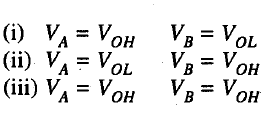 (i) V_A = V_OH V_B = V_OL
(ii) V_A = V_OL V_B = V_OH
(iii) V_A = V_OH V_B = V_OH